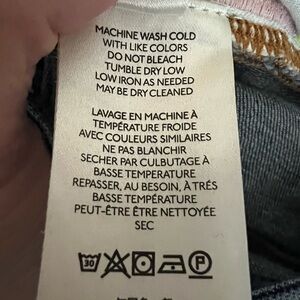 MACHINE WASH COLD
WITH LIKE COLORS
DO NOT BLEACH
TUMBLE DRY LOW
LOW IRON AS NEEDED
MAY BE DRY CLEANED
LAVAGE EN MACHINE À
TEMPÉRATURE FROIDE
AVEC COULEURS SIMILAIRES
NE PAS BLANCHIR
SECHER PAR CULBUTAGE À
BASSE TEMPERATURE
REPASSER, AU BESOIN, À TRÉS
BASSE TEMPÉRATURE
PEUT-ÊTRE ÊTRE NETTOYÉE
SEC
30 P